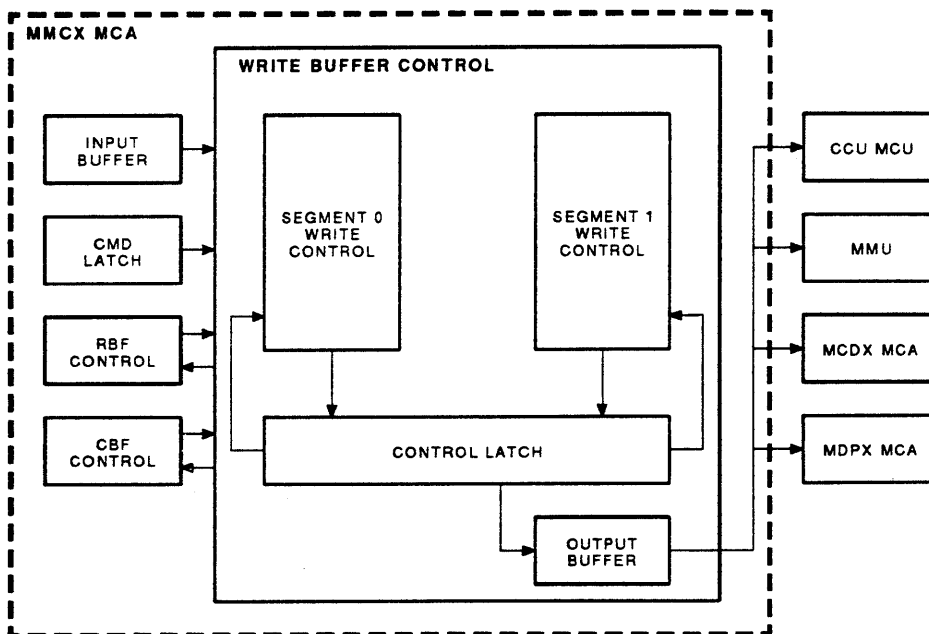 MMCX MCA
WRITE BUFFER CONTROL
INPUT
BUFFER
CMD
LATCH
RBF
CONTROL
CBF
CONTROL
SEGMENT 0
WRITE
CONTROL
SEGMENT 1
WRITE
CONTROL
CONTROL LATCH
OUTPUT
BUFFER
CCU MCU
MMU
MCDX MCA
MDPX MCA